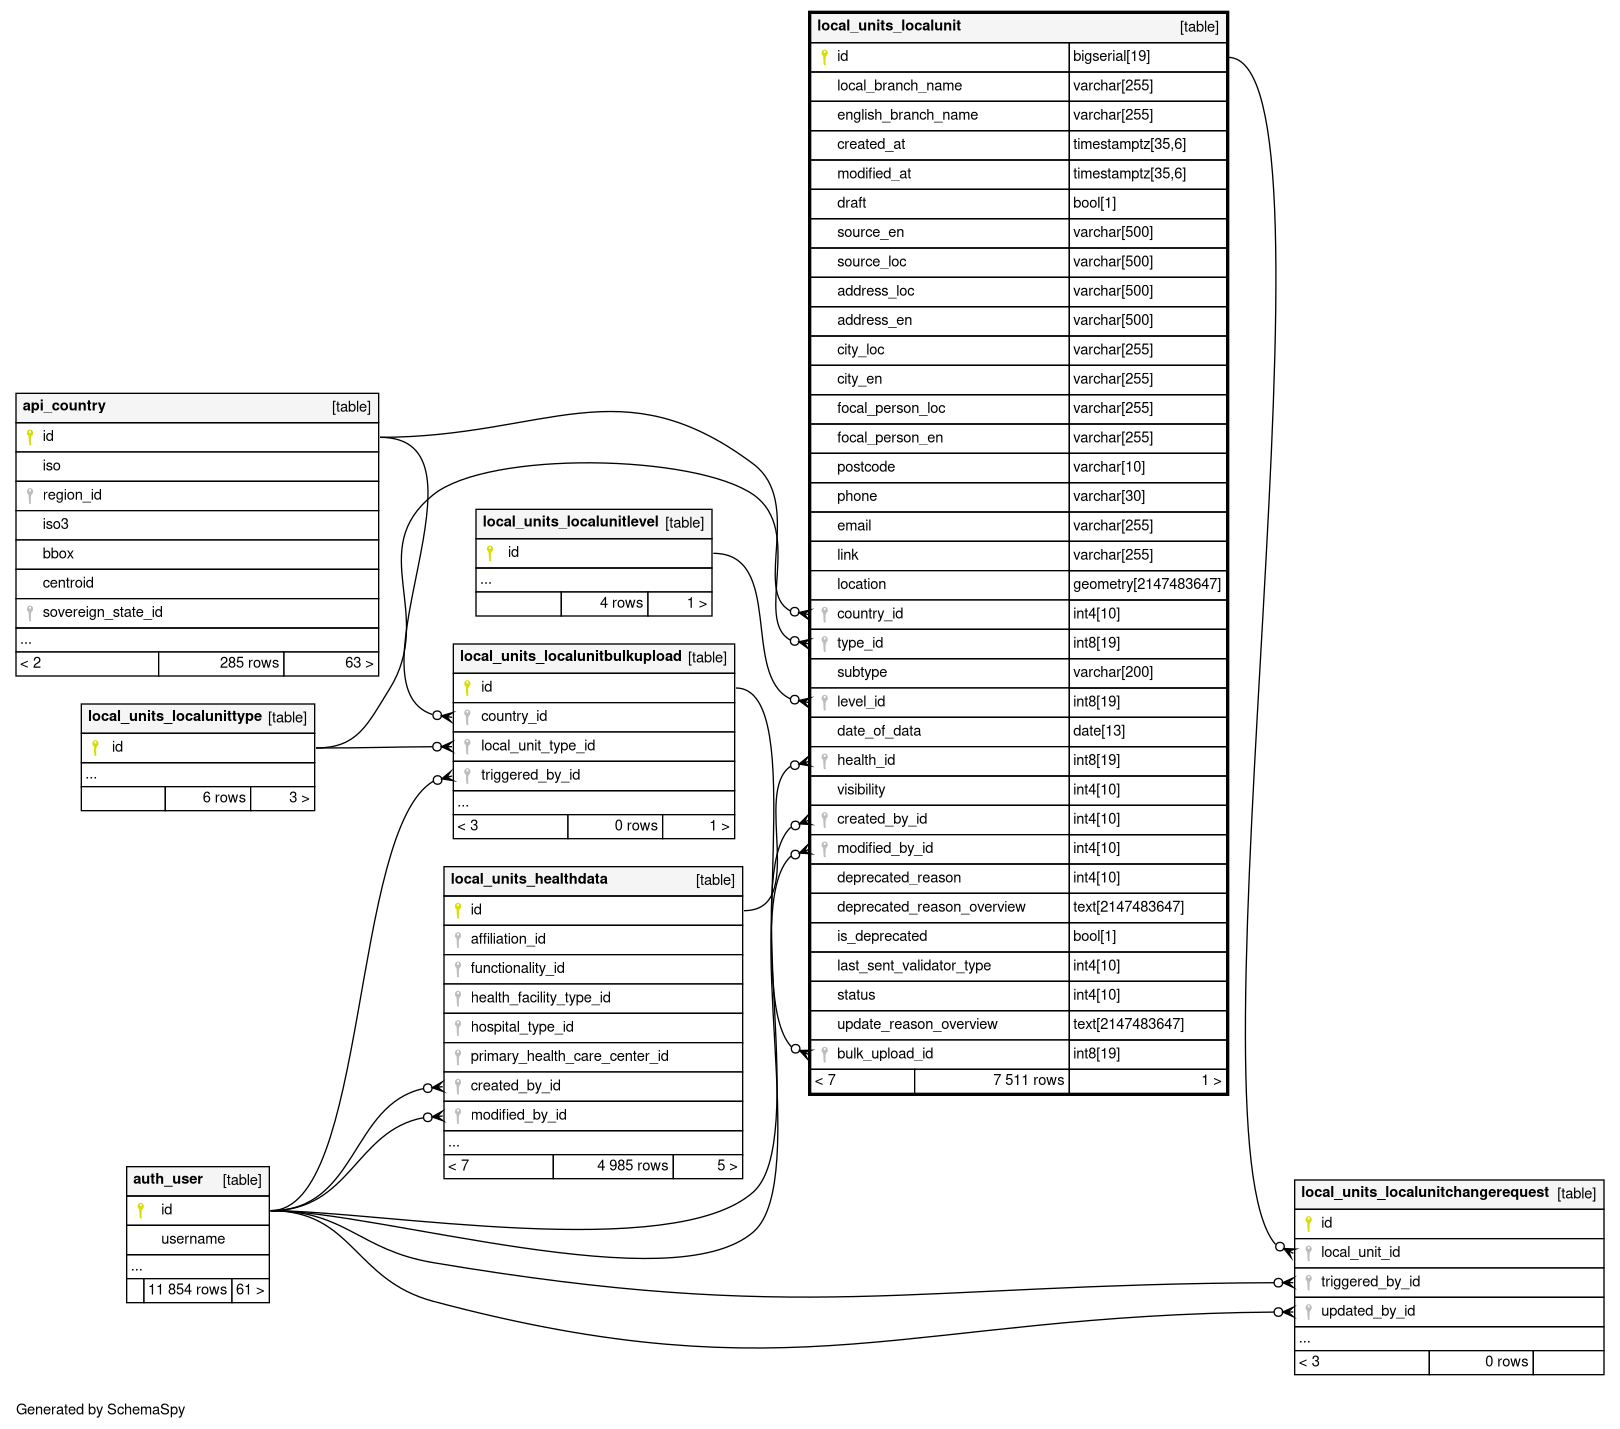 local_units_localunit [table]
id bigserial[19]
local_branch_name varchar[255]
english_branch_name varchar[255]
created_at timestamptz[35,6]
modified_at timestamptz[35,6]
draft bool[1]
source_en varchar[500]
source_loc varchar[500]
address_loc varchar[500]
address_en varchar[500]
city_loc varchar[255]
city_en varchar[255]
focal_person_loc varchar[255]
focal_person_en varchar[255]
postcode varchar[10]
phone varchar[30]
email varchar[255]
link varchar[255]
location geometry[2147483647]
country_id int4[10]
type_id int8[19]
subtype varchar[200]
level_id int8[19]
date_of_data date[13]
health_id int8[19]
visibility int4[10]
created_by_id int4[10]
modified_by_id int4[10]
deprecated_reason int4[10]
deprecated_reason_overview text[2147483647]
is_deprecated bool[1]
last_sent_validator_type int4[10]
status int4[10]
update_reason_overview text[2147483647]
bulk_upload_id int8[19]
< 7 7 511 rows 1 >
api_country [table]
id
iso
region_id
iso3
bbox
centroid
sovereign_state_id
...
< 2 285 rows 63 >
local_units_localunitlevel [table]
id
...
4 rows 1 >
local_units_localunitbulkupload [table]
id
country_id
local_unit_type_id
triggered_by_id
...
< 3 0 rows 1 >
local_units_localunittype [table]
id
...
6 rows 3 >
local_units_healthdata [table]
id
affiliation_id
functionality_id
health_facility_type_id
hospital_type_id
primary_health_care_center_id
created_by_id
modified_by_id
...
< 7 4 985 rows 5 >
auth_user [table]
id
username
...
11 854 rows 61 >
local_units_localunitchangerequest [table]
id
local_unit_id
triggered_by_id
updated_by_id
...
< 3 0 rows
Generated by SchemaSpy